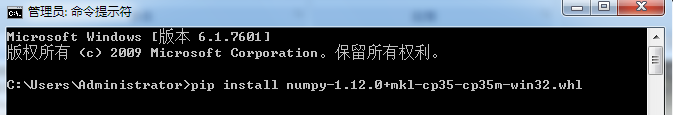 管理员: 命令提示符
Microsoft Windows [版本 6.1.7601]
版权所有 (c) 2009 Microsoft Corporation。保留所有权利。
C:\Users\Administrator>pip install numpy-1.12.0+mkl-cp35-cp35m-win32.whl